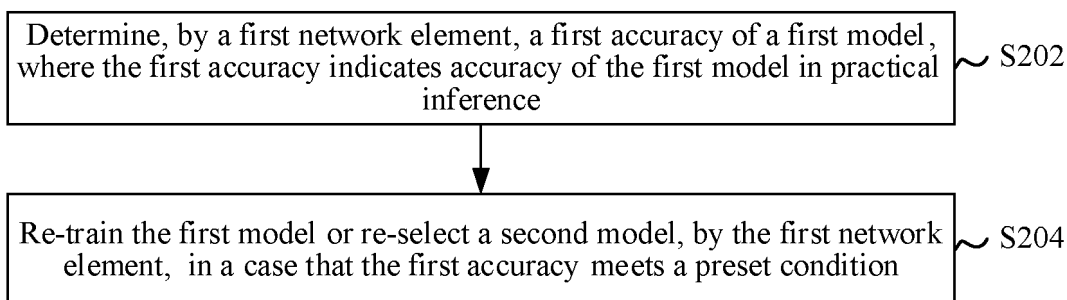 Determine, by a first network element, a first accuracy of a first model,
where the first accuracy indicates accuracy of the first model in practical
inference
S202
Re-train the first model or re-select a second model, by the first network
element, in a case that the first accuracy meets a preset condition
S204